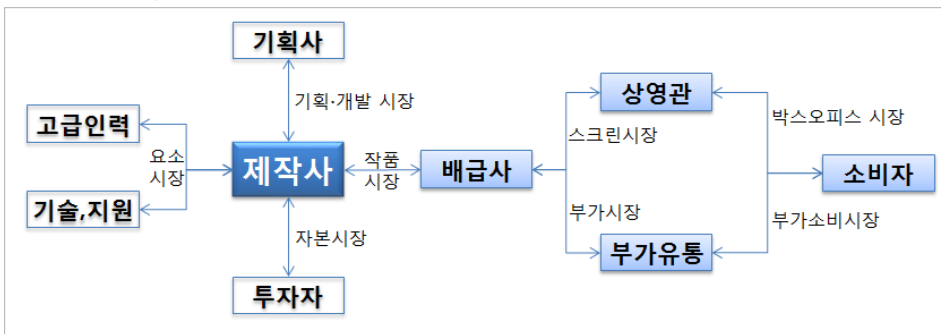 기획사
기획·개발 시장
상영관
고급인력
스크린시장
박스오피스 시장
요소
시장
제작사
작품
시장
배급사
소비자
기술,지원
부가시장
부가소비시장
자본시장
부가유통
투자자